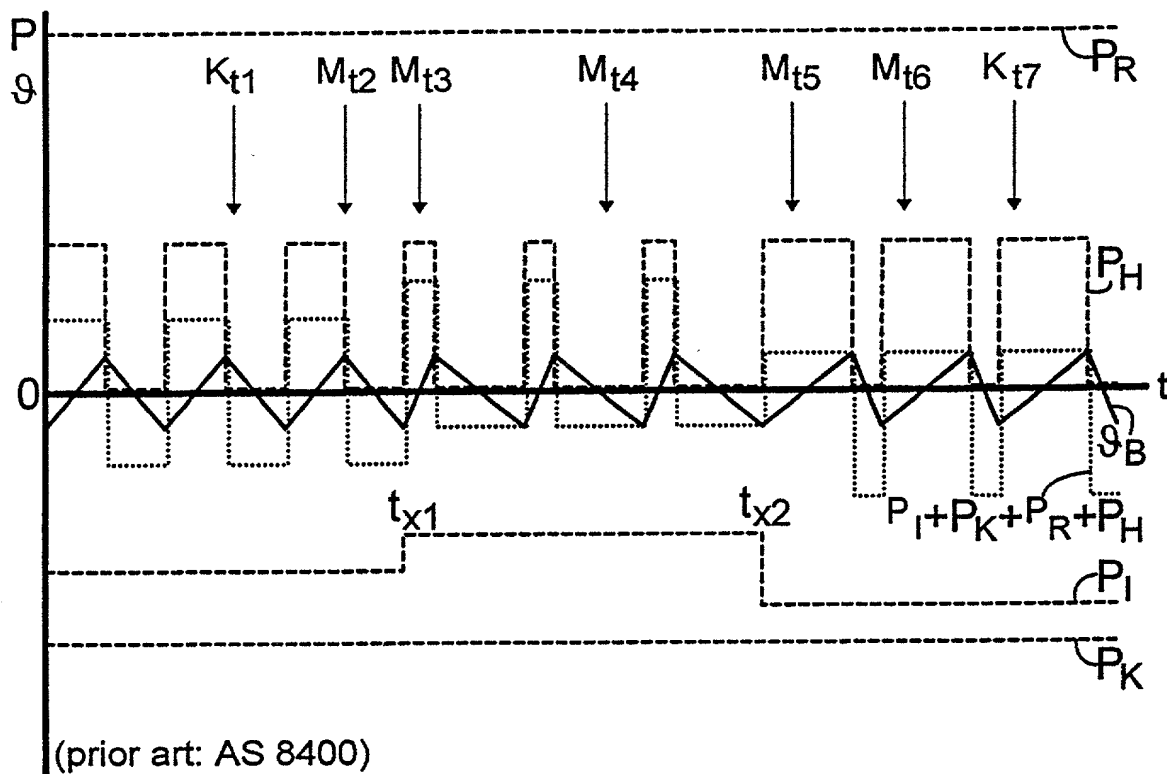 P
ϑ
K_t1 M_t2 M_t3 M_t4 M_t5 M_t6 K_t7
P_R
P_H
0
t
ϑ_B
t_x1 t_x2
P_I+P_K+P_R+P_H
P_I
P_K
(prior art: AS 8400)